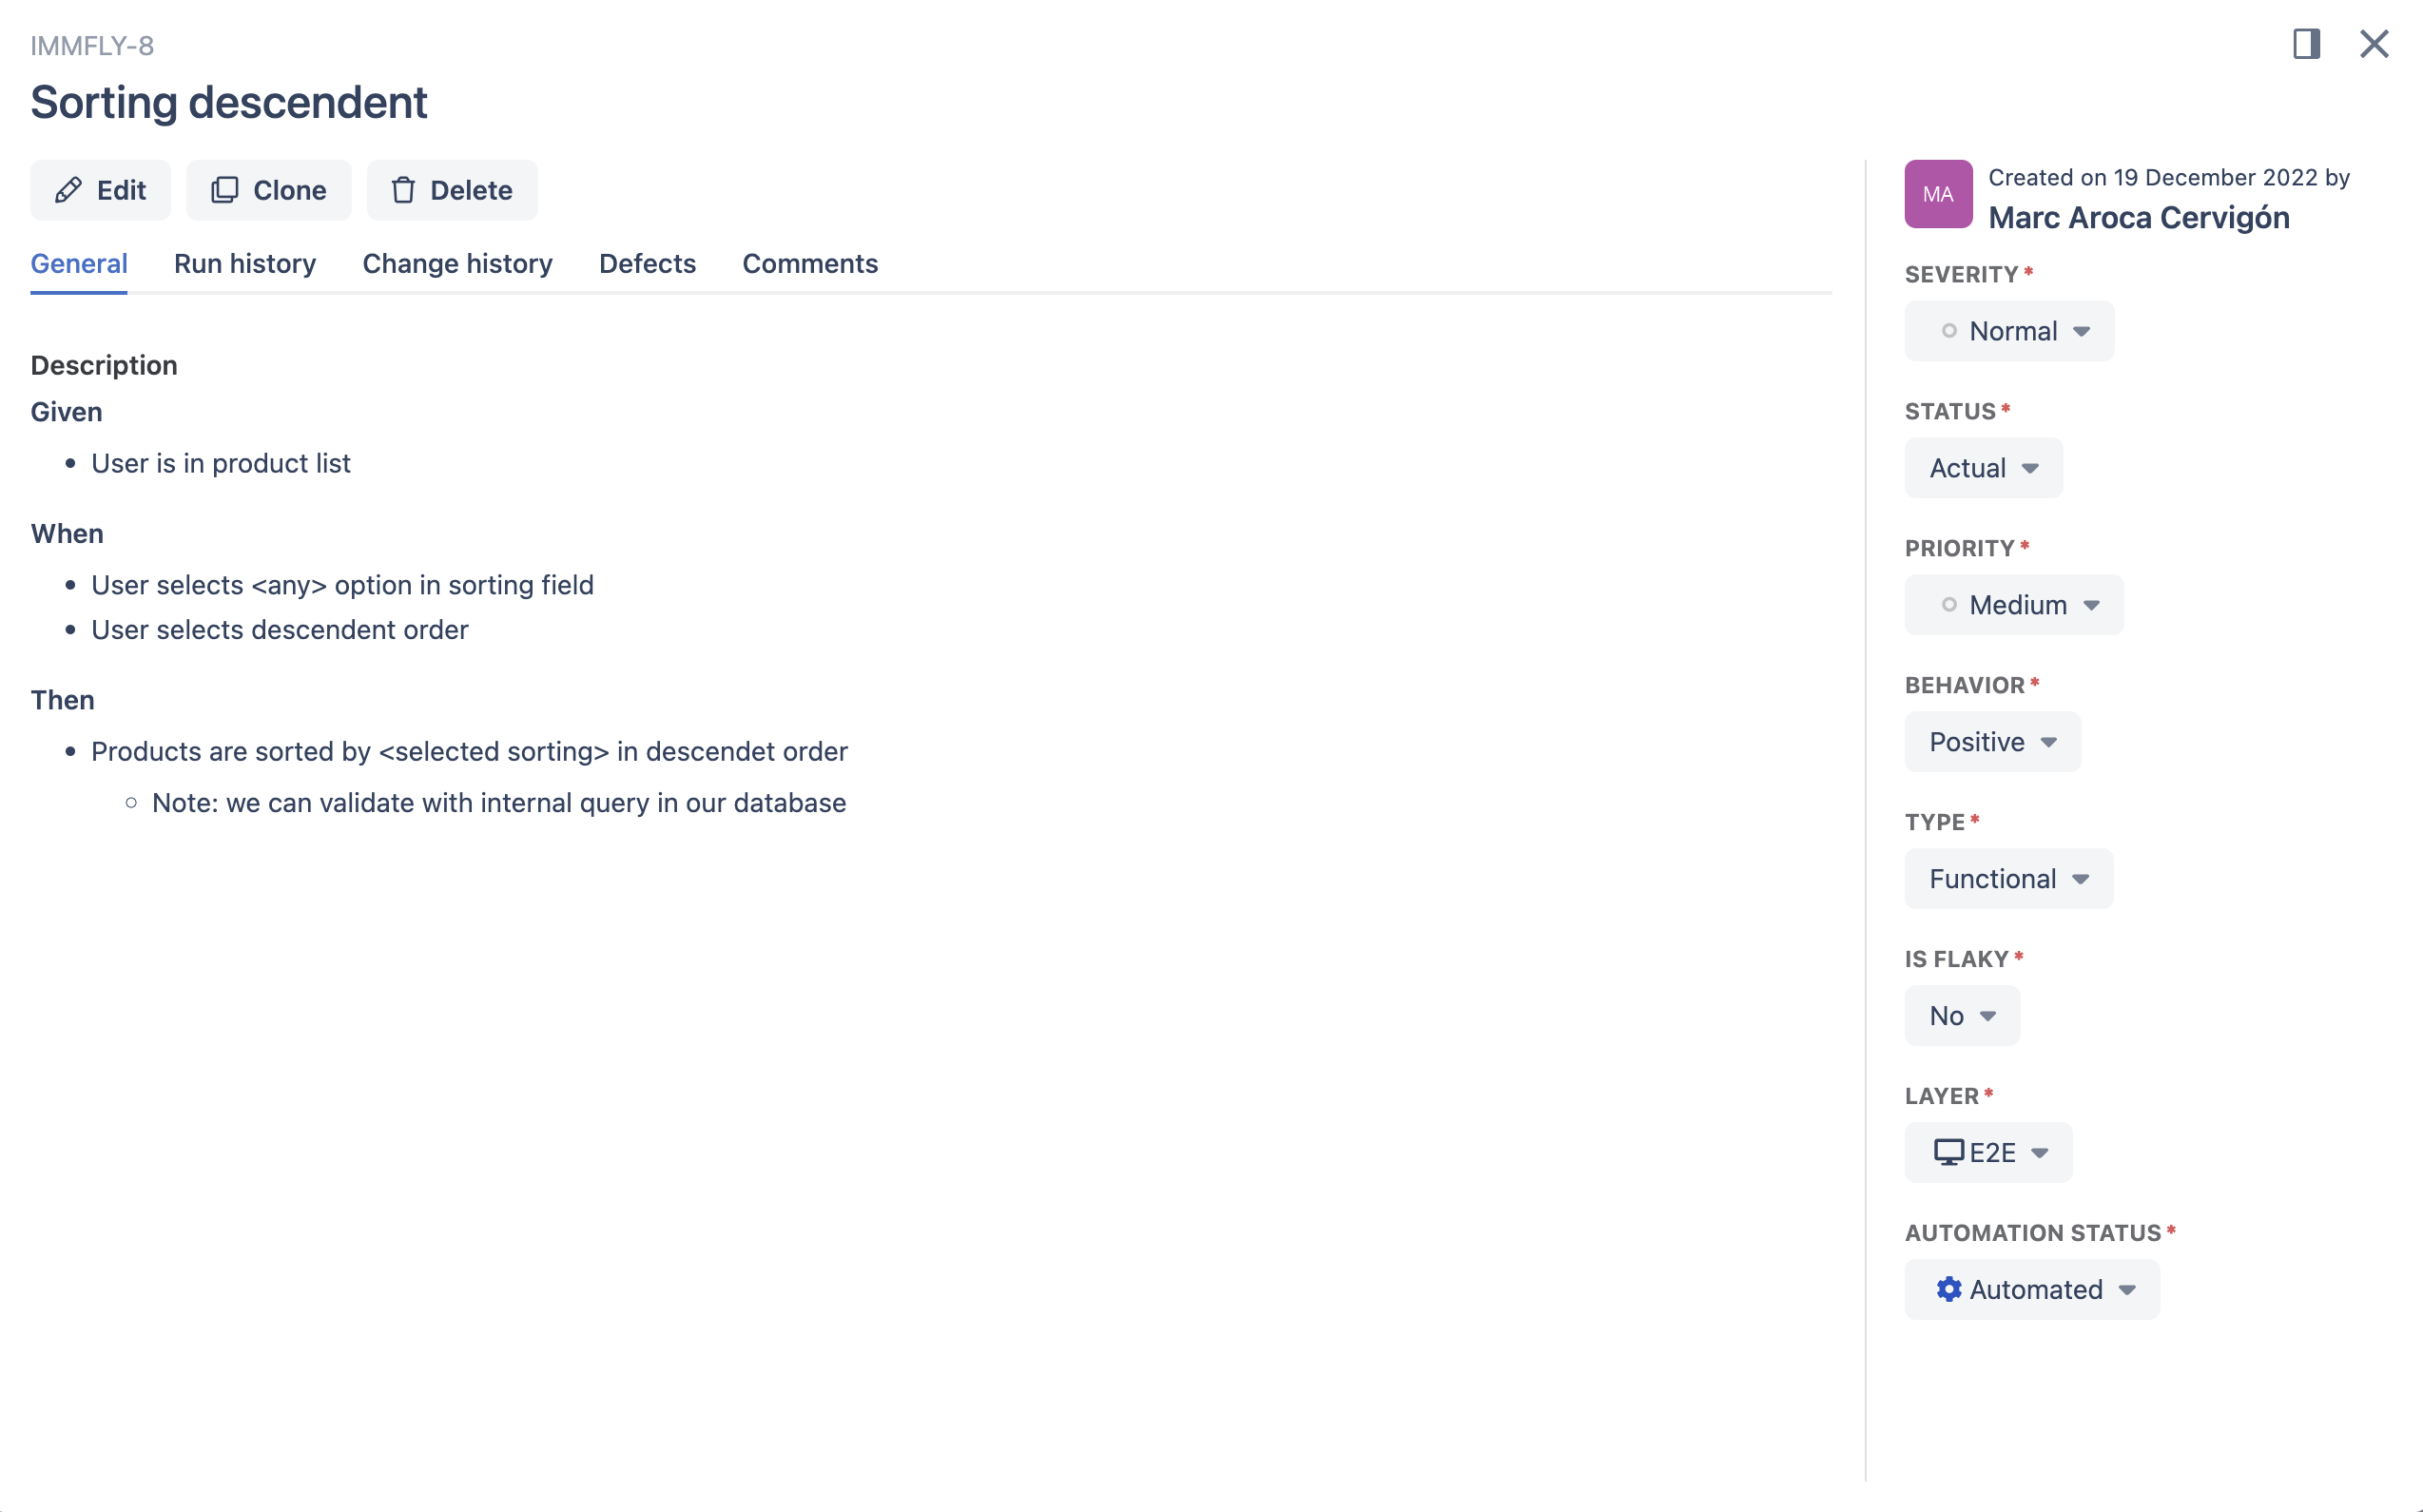 IMMFLY-8
Sorting descendent
Edit
Clone
Delete
General
Run history
Change history
Defects
Comments
Description
Given
User is in product list
When
User selects <any> option in sorting field
User selects descendent order
Then
Products are sorted by <selected sorting> in descendet order
Note: we can validate with internal query in our database
MA
Created on 19 December 2022 by
Marc Aroca Cervigón
SEVERITY*
Normal
STATUS*
Actual
PRIORITY*
Medium
BEHAVIOR*
Positive
TYPE*
Functional
IS FLAKY*
No
LAYER*
E2E
AUTOMATION STATUS*
Automated